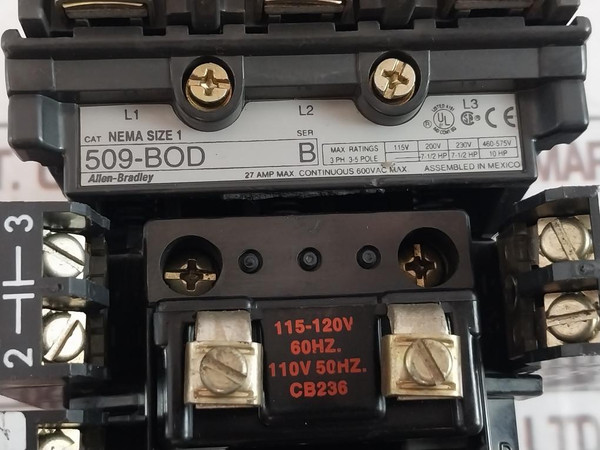 L1 L2 L3
CAT NEMA SIZE 1 SER
509-BOD B
Allen-Bradley
MAX RATINGS 115V 200V 230V 460-575V
3 PH 3-5 POLE 7-1/2 HP 7-1/2 HP 10 HP
27 AMP MAX CONTINUOUS 600VAC MAX ASSEMBLED IN MEXICO
UL
CE
3
2
115-120V
60HZ.
110V 50HZ.
CB236